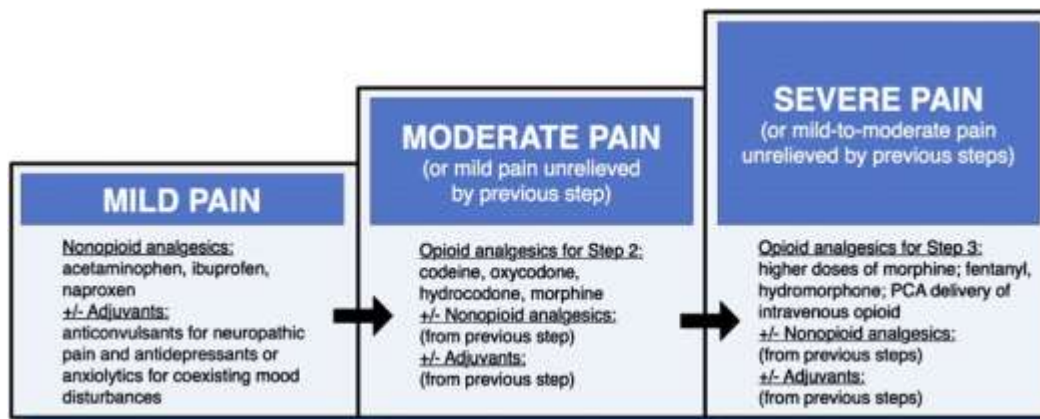 MILD PAIN
Nonopioid analgesics:
acetaminophen, ibuprofen,
naproxen
+/- Adjuvants:
anticonvulsants for neuropathic
pain and antidepressants or
anxiolytics for coexisting mood
disturbances
MODERATE PAIN
(or mild pain unrelieved
by previous step)
Opioid analgesics for Step 2:
codeine, oxycodone,
hydrocodone, morphine
+/- Nonopioid analgesics:
(from previous step)
+/- Adjuvants:
(from previous step)
SEVERE PAIN
(or mild-to-moderate pain
unrelieved by previous steps)
Opioid analgesics for Step 3:
higher doses of morphine; fentanyl,
hydromorphone; PCA delivery of
intravenous opioid
+/- Nonopioid analgesics:
(from previous steps)
+/- Adjuvants:
(from previous steps)